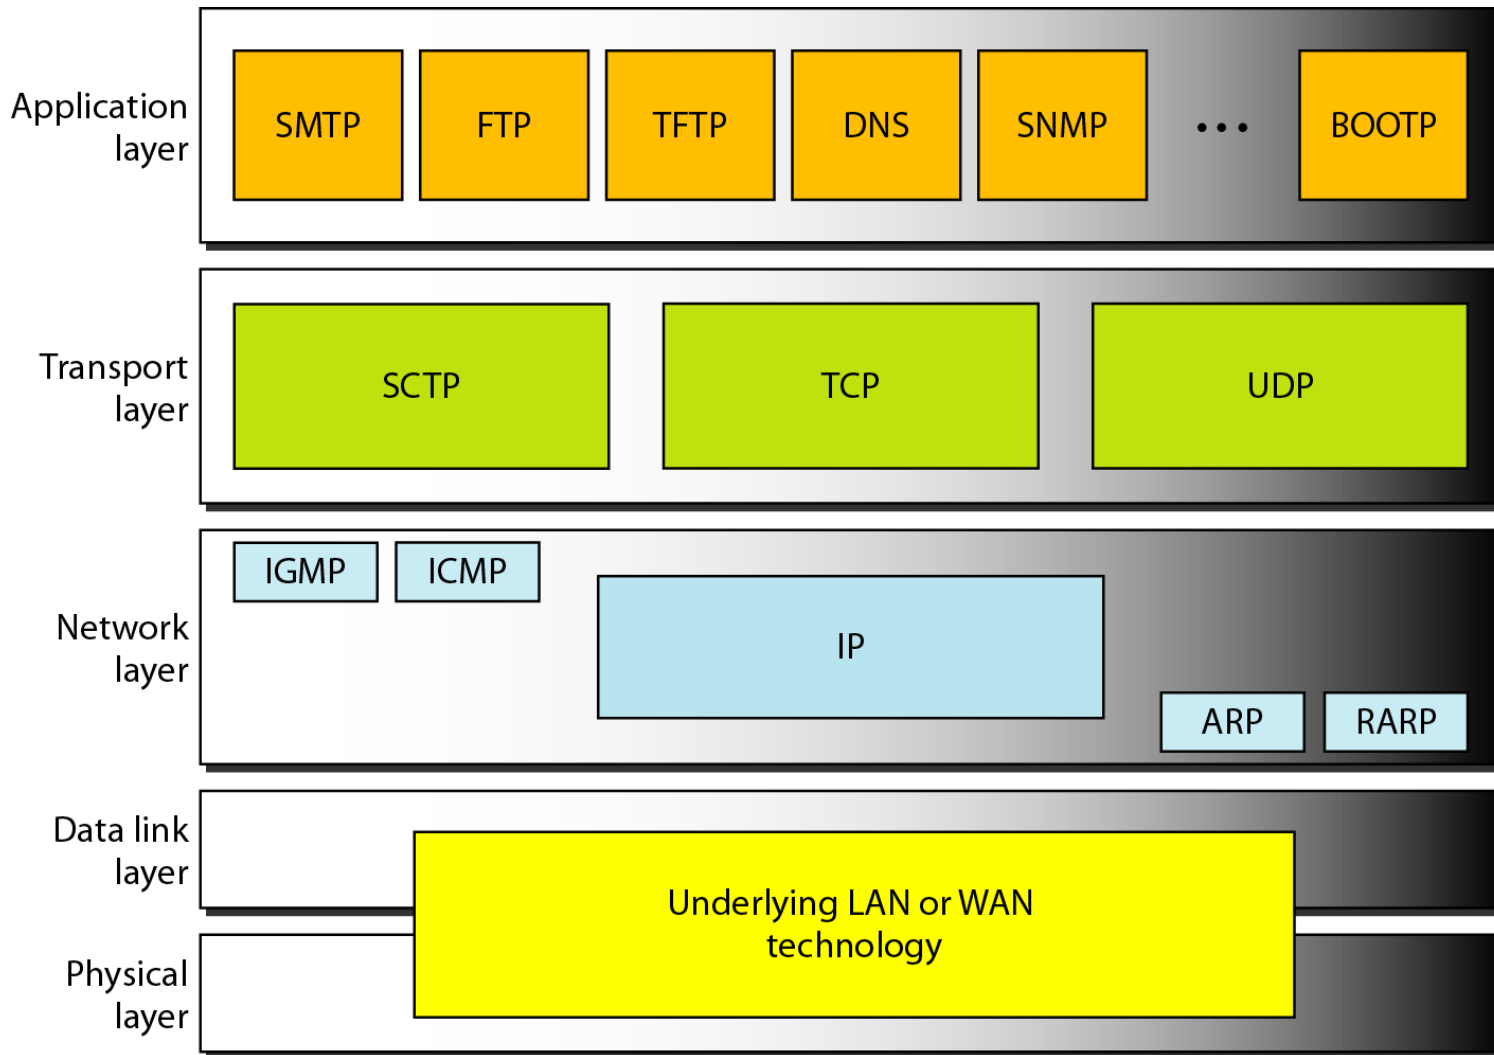 Application
layer
SMTP
FTP
TFTP
DNS
SNMP
...
BOOTP
Transport
layer
SCTP
TCP
UDP
Network
layer
IGMP
ICMP
IP
ARP
RARP
Data link
layer
Underlying LAN or WAN
technology
Physical
layer